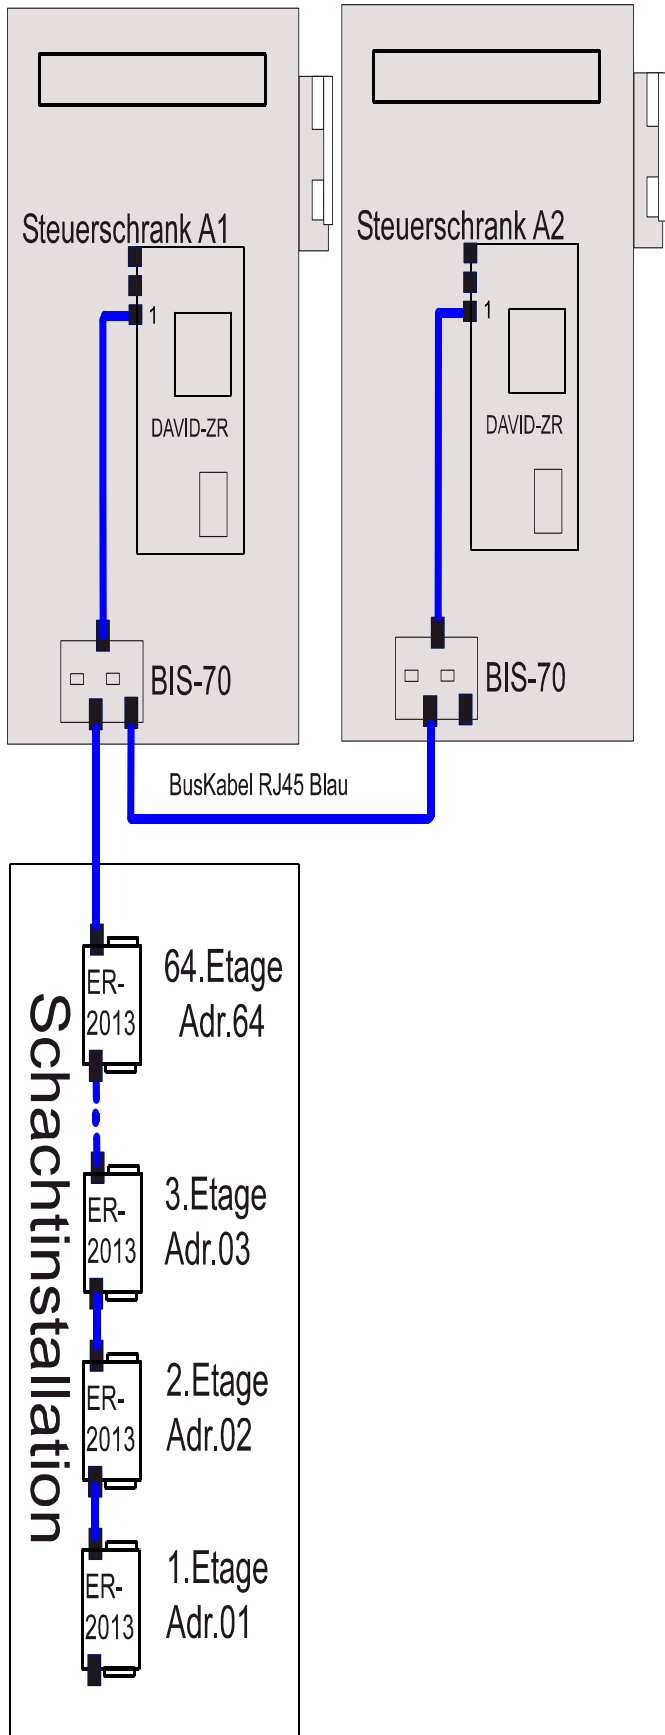 Steuerschrank A1
Steuerschrank A2
1
1
DAVID-ZR
DAVID-ZR
BIS-70
BIS-70
BusKabel RJ45 Blau
Schachtinstallation
ER-
2013
64.Etage
Adr.64
ER-
2013
3.Etage
Adr.03
ER-
2013
2.Etage
Adr.02
ER-
2013
1.Etage
Adr.01